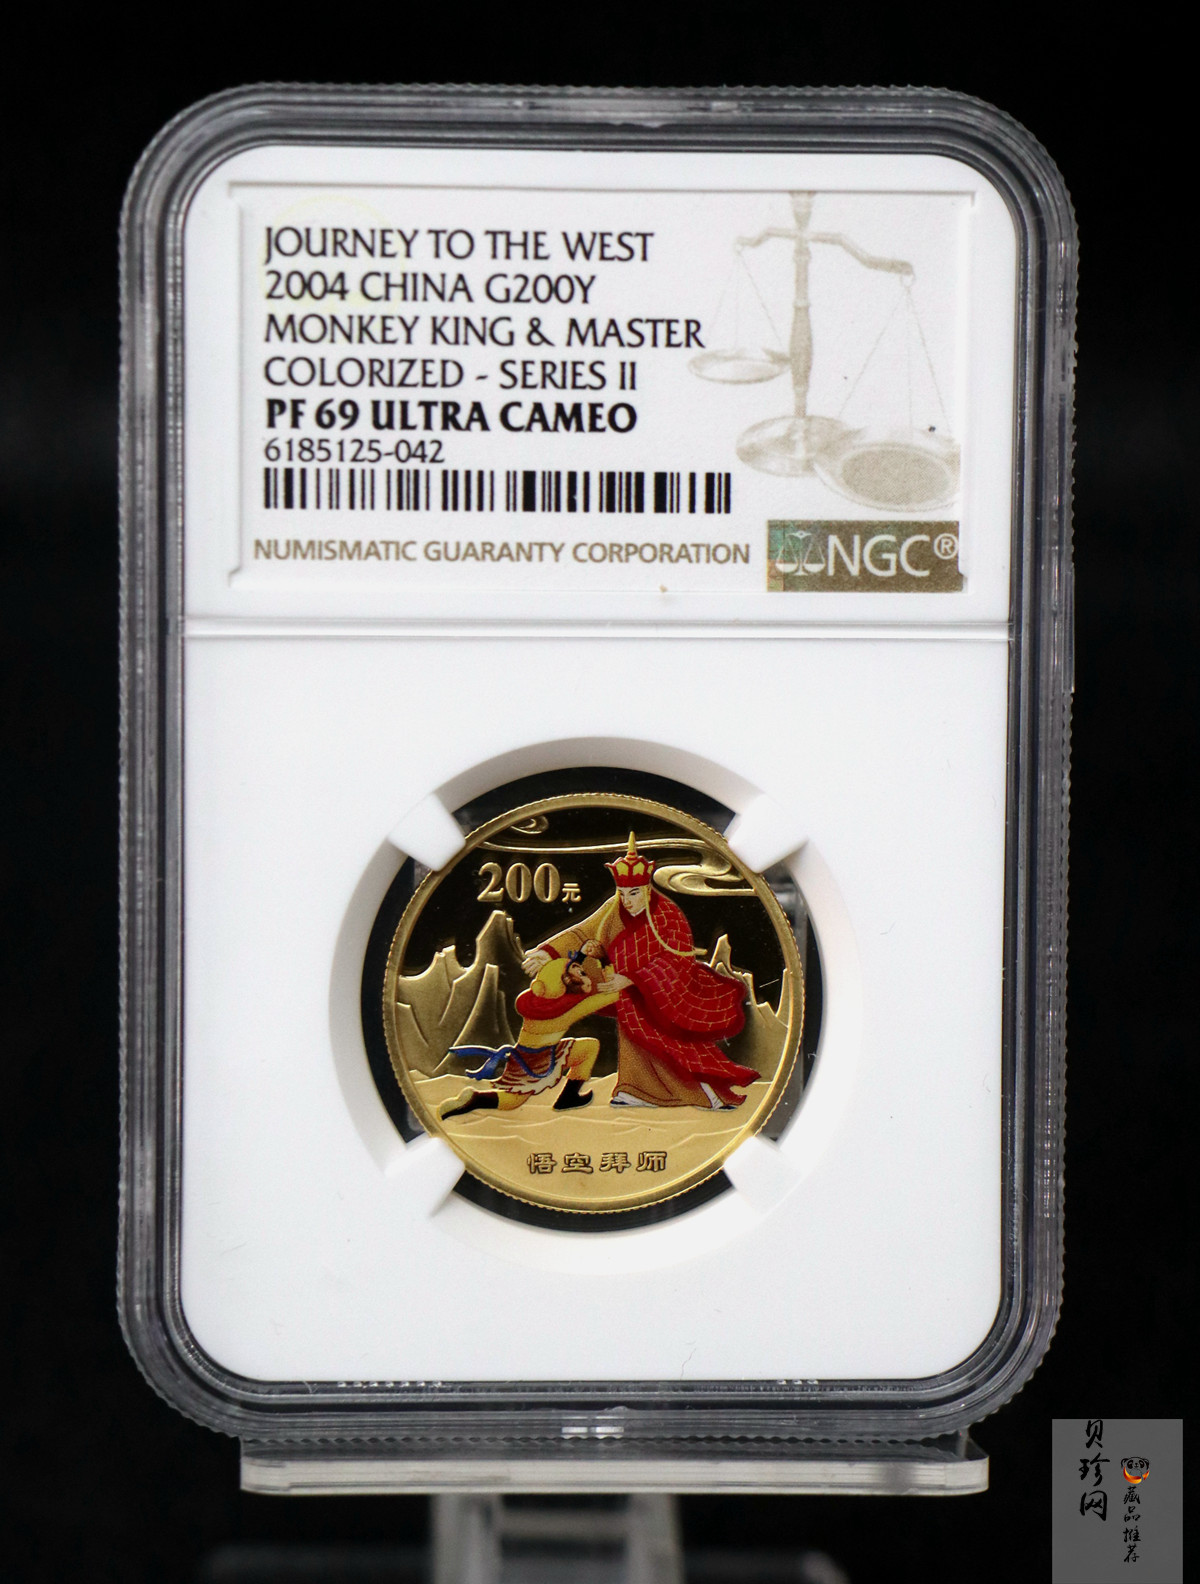 JOURNEY TO THE WEST
2004 CHINA G200Y
MONKEY KING & MASTER
COLORIZED - SERIES II
PF 69 ULTRA CAMEO
6185125-042
NUMISMATIC GUARANTY CORPORATION
NGC®
200元
悟空拜师
贝珍网
藏品推荐